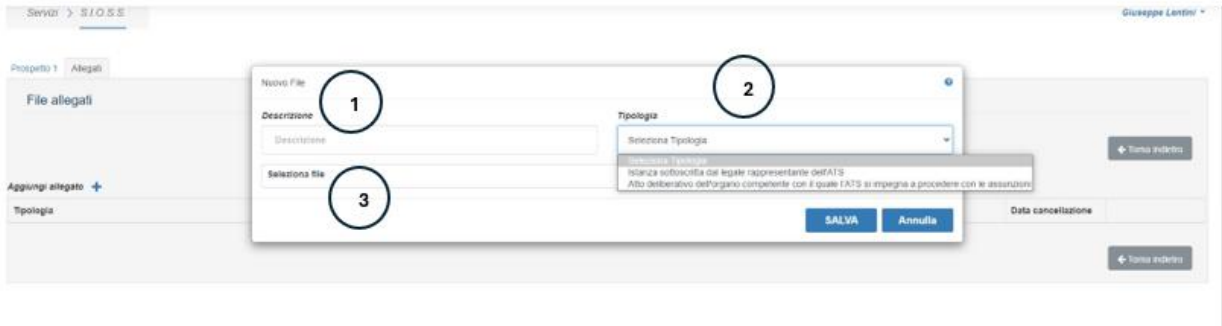 Servizi > S.I.O.S.S.
Giuseppe Lentini
Prospetto 1 Allegati
File allegati
Nuovo File
1
2
Descrizione
Tipologia
Descrizione
Seleziona Tipologia
Seleziona Tipologia
Istanza sottoscritta dal legale rappresentante dell'ATS
Atto deliberativo dell'organo competente con il quale l'ATS si impegna a procedere con le assunzioni
Seleziona file
3
SALVA Annulla
Torna indietro
Aggiungi allegato +
Tipologia
Data cancellazione
Torna indietro